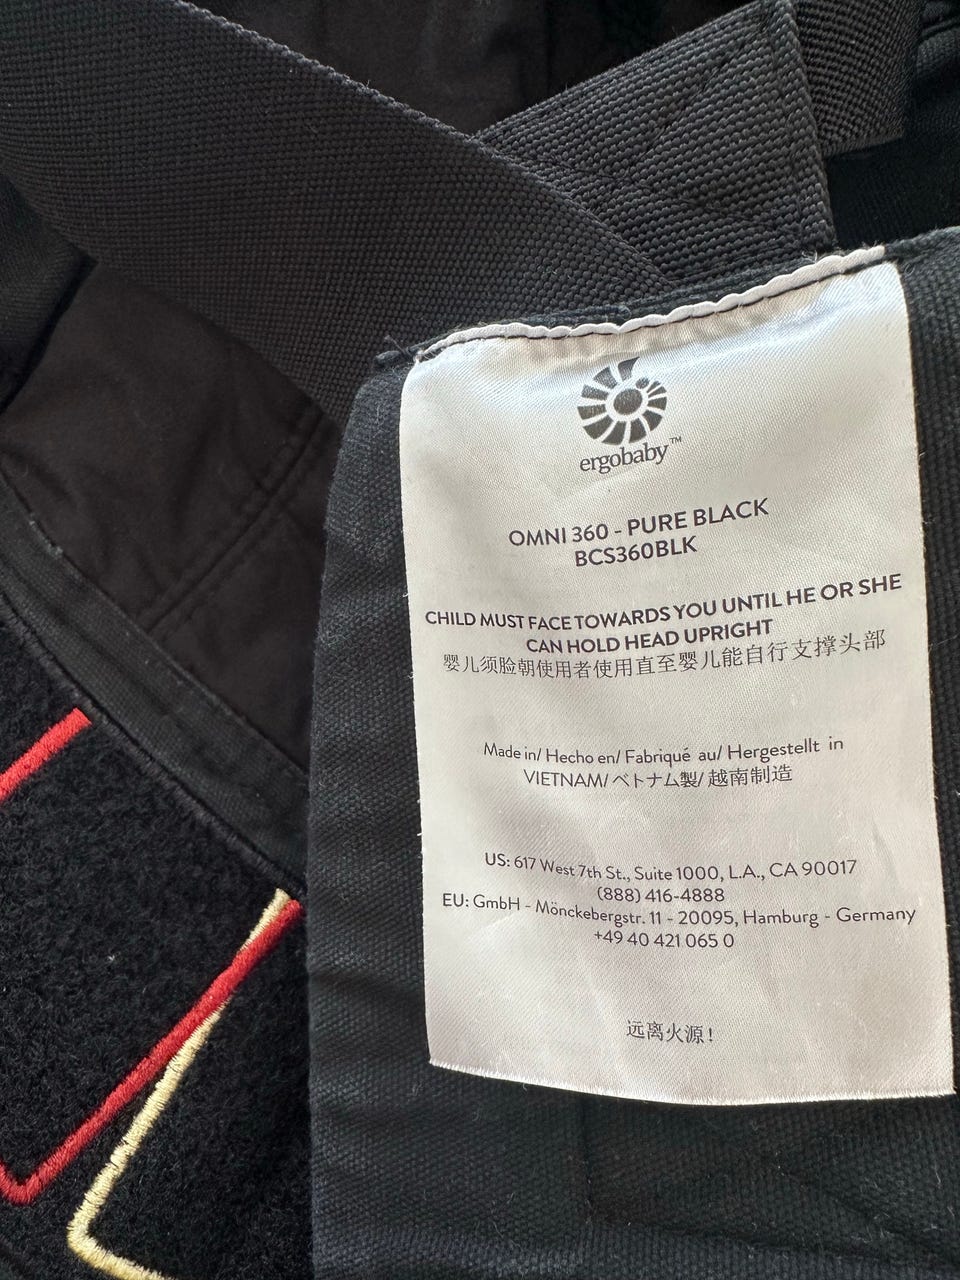 ergobaby™
OMNI 360 - PURE BLACK
BCS360BLK
CHILD MUST FACE TOWARDS YOU UNTIL HE OR SHE
CAN HOLD HEAD UPRIGHT
婴儿须脸朝使用者使用直至婴儿能自行支撑头部
Made in/ Hecho en/ Fabriqué au/ Hergestellt in
VIETNAM/ ベトナム製/ 越南制造
US: 617 West 7th St., Suite 1000, L.A., CA 90017
(888) 416-4888
EU: GmbH - Mönckebergstr. 11 - 20095, Hamburg - Germany
+49 40 421 065 0
远离火源!